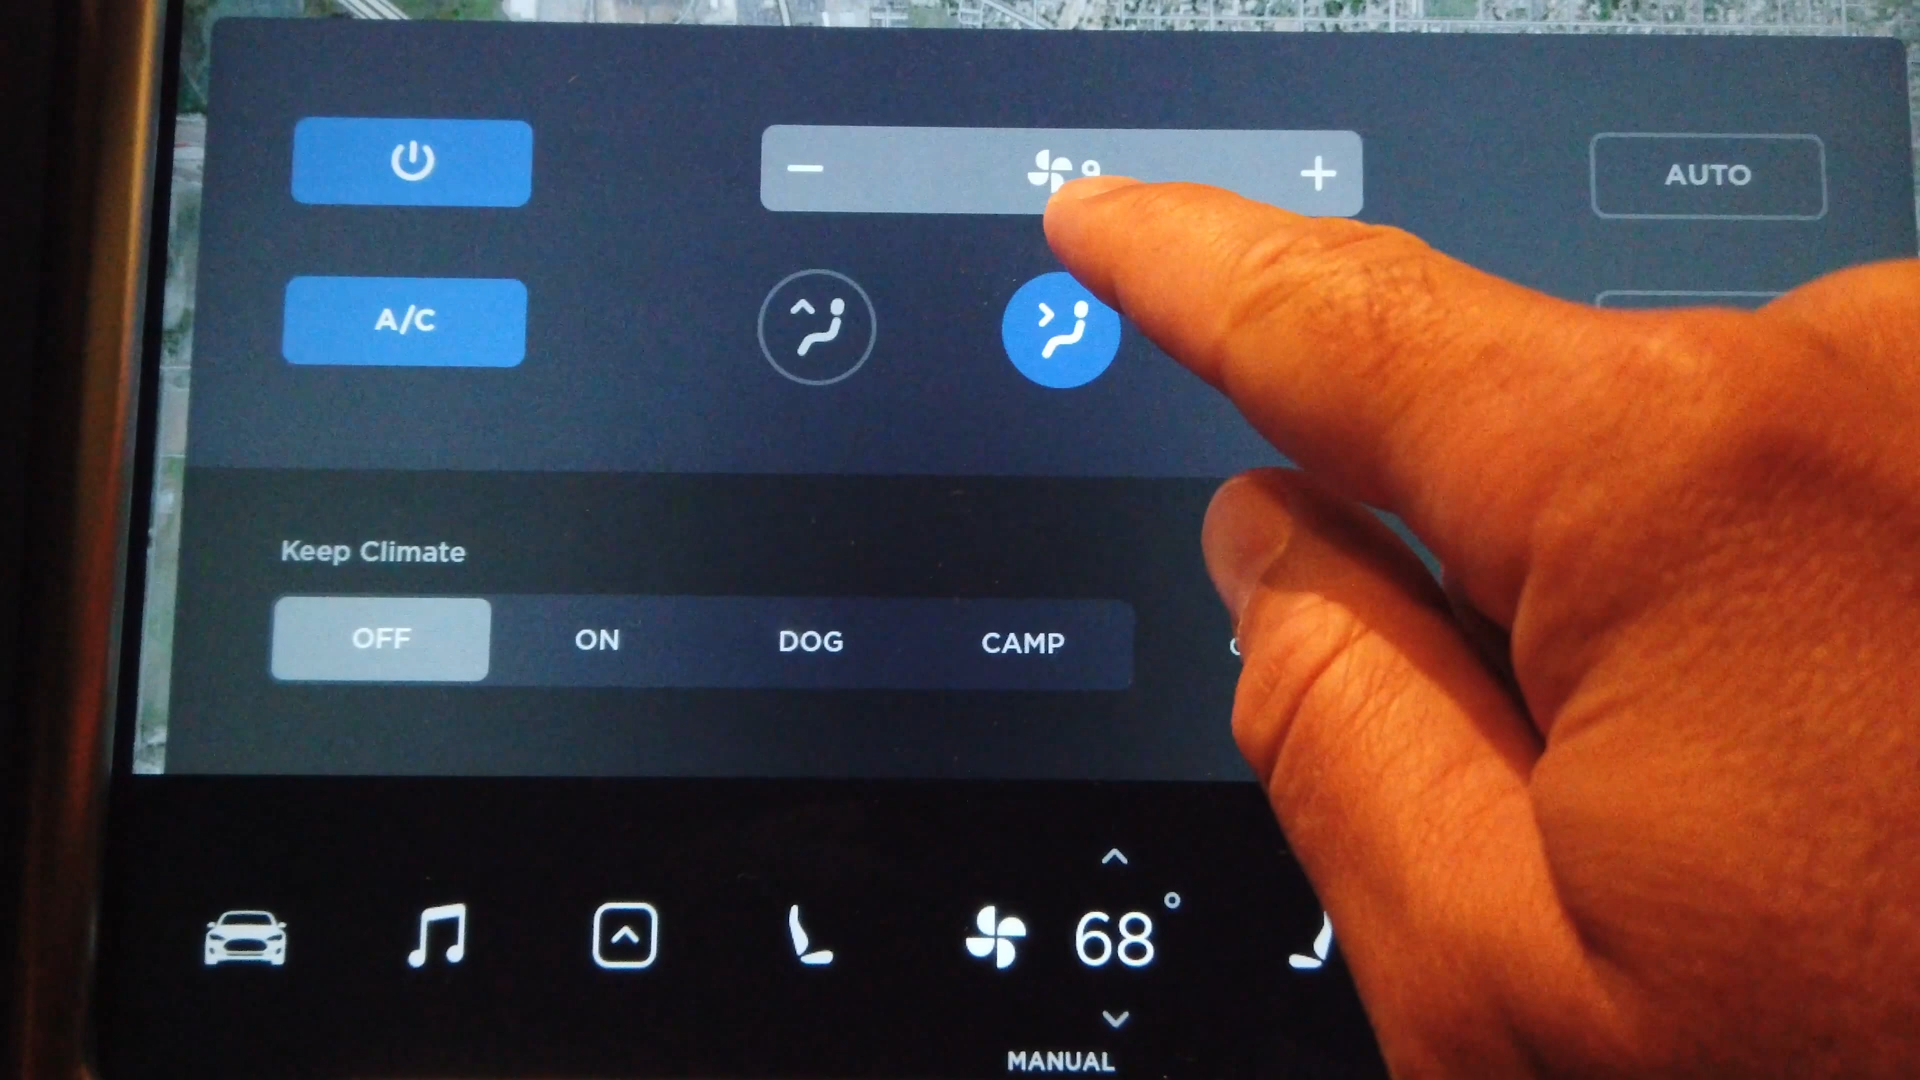 AUTO
A/C
Keep Climate
OFF ON DOG CAMP
68°
MANUAL